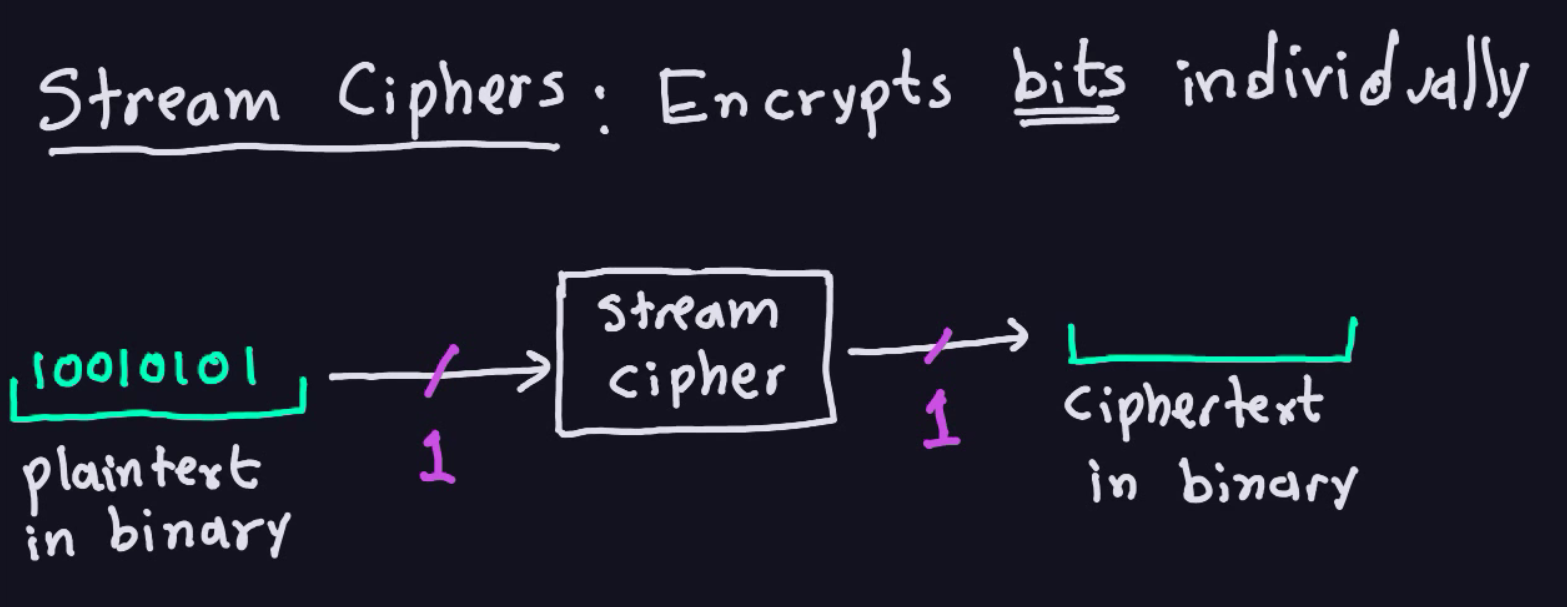 Stream Ciphers: Encrypts bits individually
10010101
plaintext
in binary
1
stream
cipher
1
ciphertext
in binary